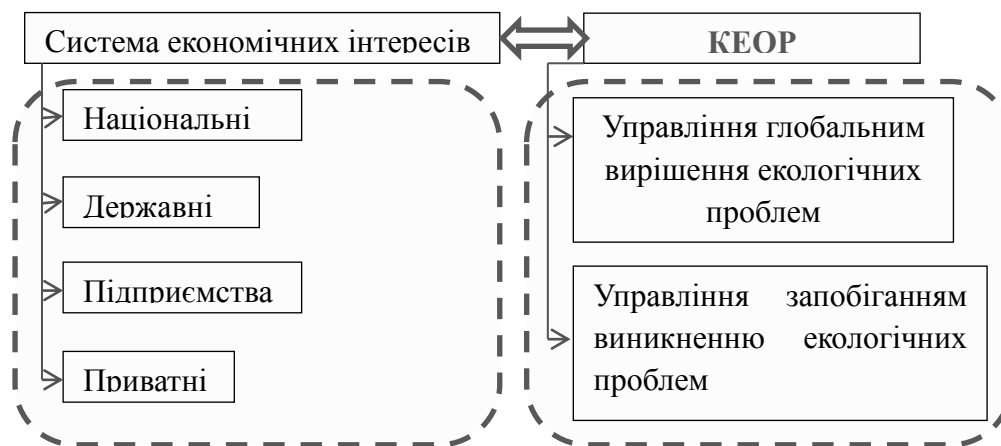 Система економічних інтересів
КЕОР
Національні
Державні
Підприємства
Приватні
Управління глобальним
вирішення екологічних
проблем
Управління запобіганням
виникненню екологічних
проблем